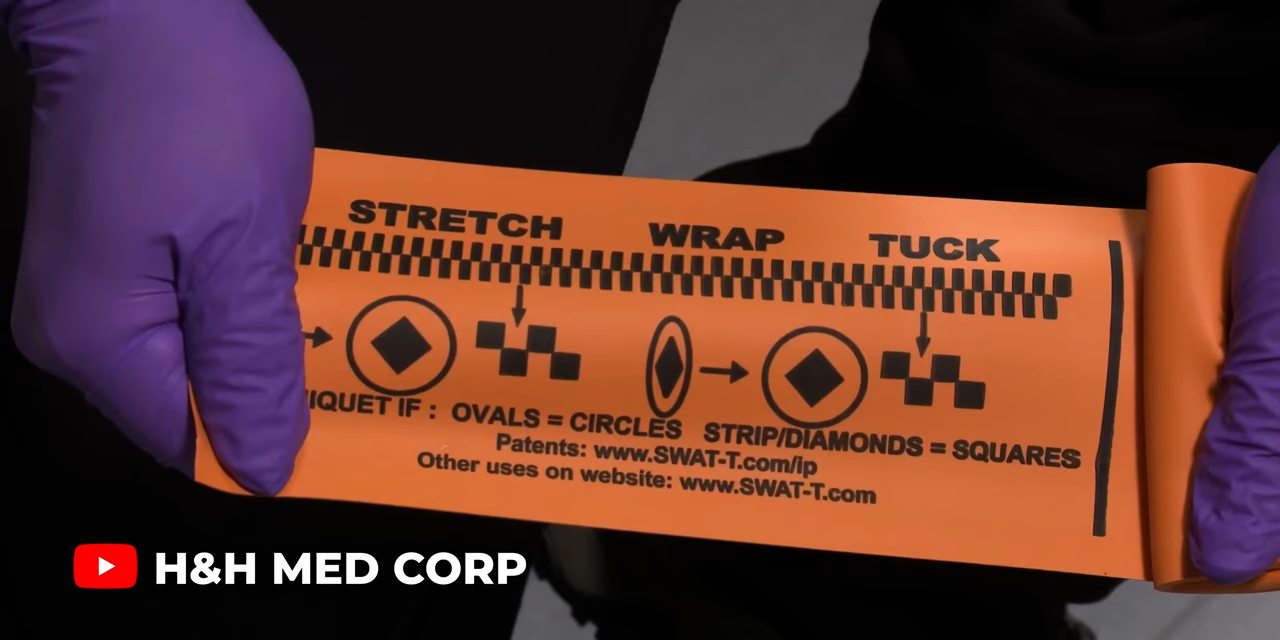 STRETCH WRAP TUCK
IQUET IF : OVALS = CIRCLES STRIP/DIAMONDS = SQUARES
Patents: www.SWAT-T.com/ip
Other uses on website: www.SWAT-T.com
H&H MED CORP